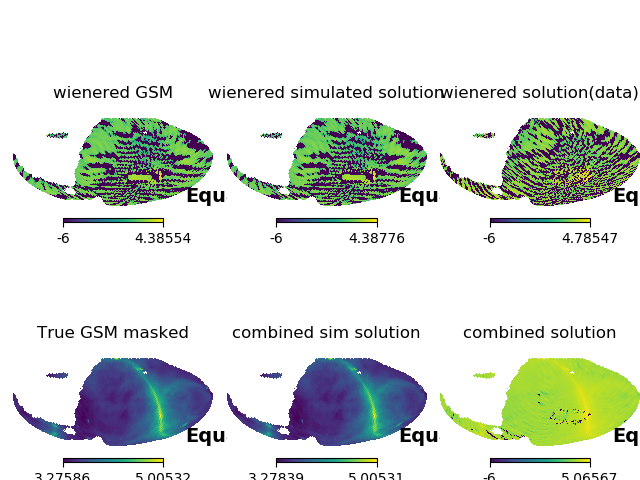 wienered GSM wienered simulated solution wienered solution(data)
Equ Equ Eq
-6 4.38554 -6 4.38776 -6 4.78547
True GSM masked combined sim solution combined solution
Equ Equ Eq
3.27586 5.00532 3.27839 5.00531 -6 5.06567